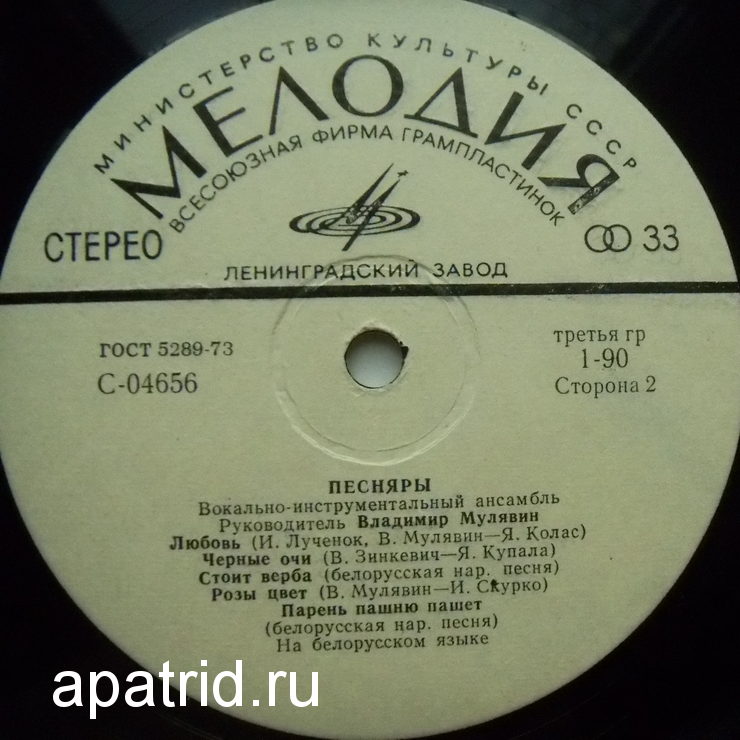 МИНИСТЕРСТВО КУЛЬТУРЫ СССР
МЕЛОДИЯ
ВСЕСОЮЗНАЯ ФИРМА ГРАМПЛАСТИНОК
СТЕРЕО
33
ЛЕНИНГРАДСКИЙ ЗАВОД
ГОСТ 5289-73
С-04656
третья гр
1-90
Сторона 2
ПЕСНЯРЫ
Вокально-инструментальный ансамбль
Руководитель Владимир Мулявин
Любовь (И. Лученок, В. Мулявин—Я. Колас)
Черные очи (В. Зинкевич—Я. Купала)
Стоит верба (белорусская нар. песня)
Розы цвет (В. Мулявин—И. Скурко)
Парень пашню пашет
(белорусская нар. песня)
На белорусском языке
apatrid.ru